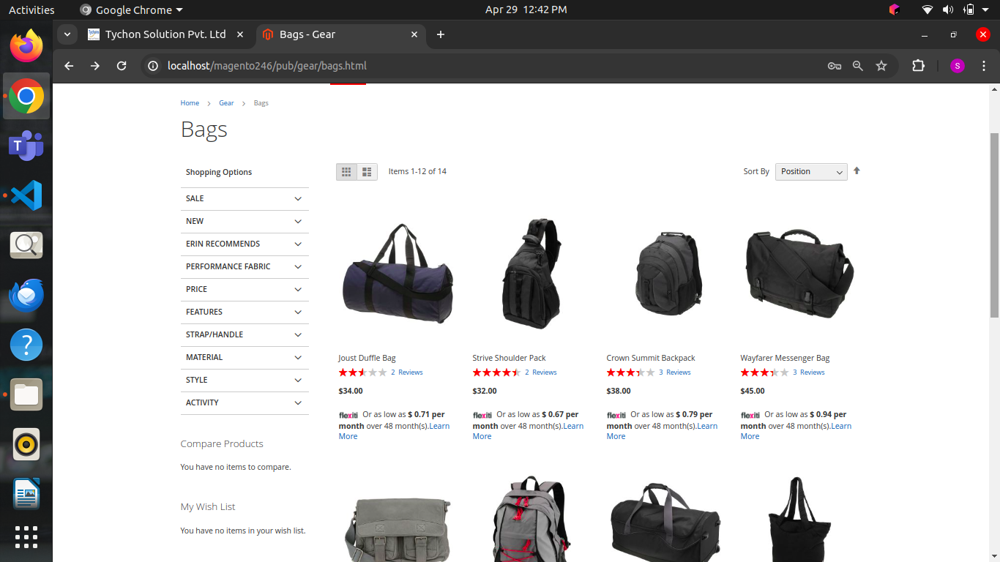 Activities
Google Chrome
Apr 29 12:42 PM
Tychon Solution Pvt. Ltd
Bags - Gear
localhost/magento246/pub/gear/bags.html
S
Home
Gear
Bags
Bags
Shopping Options
SALE
NEW
ERIN RECOMMENDS
PERFORMANCE FABRIC
PRICE
FEATURES
STRAP/HANDLE
MATERIAL
STYLE
ACTIVITY
Compare Products
You have no items to compare.
My Wish List
You have no items in your wish list.
Items 1-12 of 14
Sort By
Position
Joust Duffle Bag
2 Reviews
$34.00
flexiti Or as low as $ 0.71 per
month over 48 month(s).Learn
More
Strive Shoulder Pack
2 Reviews
$32.00
flexiti Or as low as $ 0.67 per
month over 48 month(s).Learn
More
Crown Summit Backpack
3 Reviews
$38.00
flexiti Or as low as $ 0.79 per
month over 48 month(s).Learn
More
Wayfarer Messenger Bag
3 Reviews
$45.00
flexiti Or as low as $ 0.94 per
month over 48 month(s).Learn
More